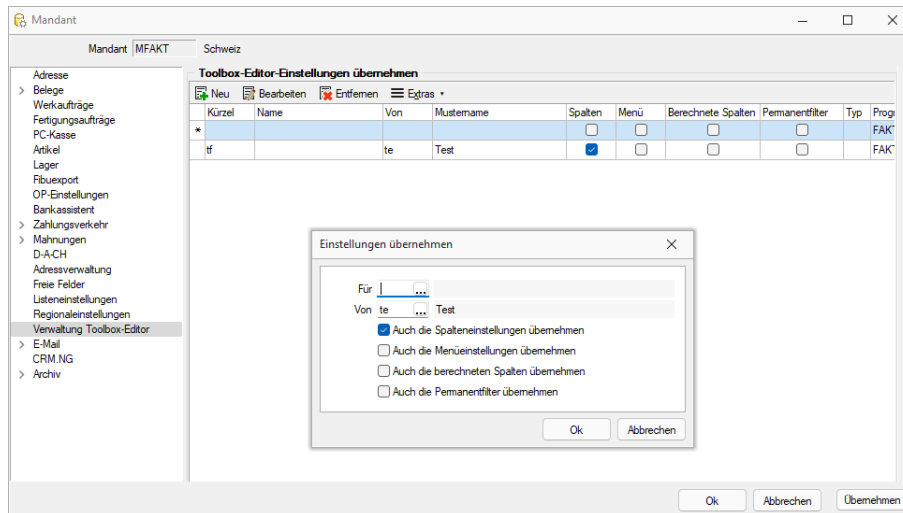 Mandant
Mandant MFAKT Schweiz
Adresse
Belege
Werkaufträge
Fertigungsaufträge
PC-Kasse
Artikel
Lager
Fibuexport
OP-Einstellungen
Bankassistent
Zahlungsverkehr
Mahnungen
D-A-CH
Adressverwaltung
Freie Felder
Listeneinstellungen
Regionaleinstellungen
Verwaltung Toolbox-Editor
E-Mail
CRM.NG
Archiv
Toolbox-Editor-Einstellungen übernehmen
Neu Bearbeiten Entfernen Extras
Kürzel Name Von Mustername Spalten Menü Berechnete Spalten Permanentfilter Typ Progr
* FAKT
tf te Test FAKT
Einstellungen übernehmen
Für ...
Von te ... Test
Auch die Spalteneinstellungen übernehmen
Auch die Menüeinstellungen übernehmen
Auch die berechneten Spalten übernehmen
Auch die Permanentfilter übernehmen
Ok Abbrechen
Ok Abbrechen Übernehmen